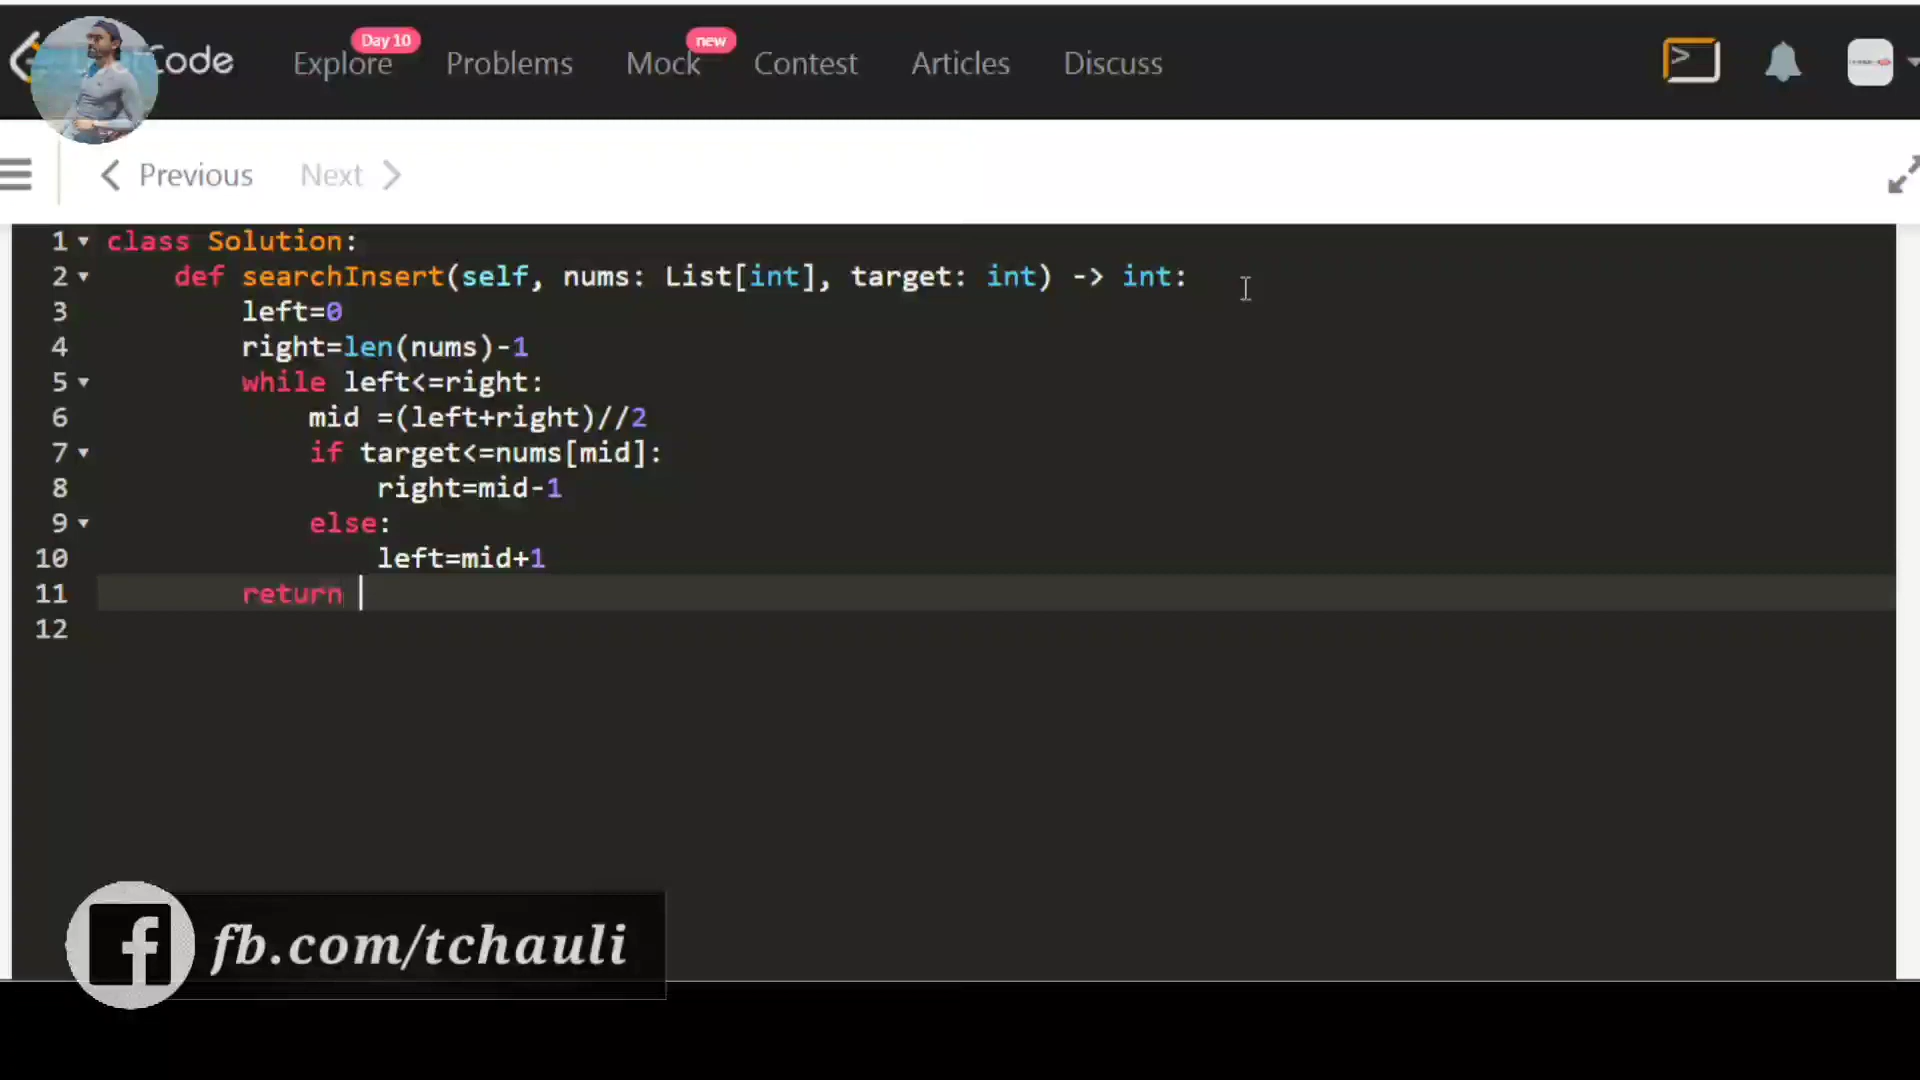 Code
Explore
Day 10
Problems
Mock
new
Contest
Articles
Discuss
Previous
Next
1 class Solution:
2 def searchInsert(self, nums: List[int], target: int) -> int:
3 left=0
4 right=len(nums)-1
5 while left<=right:
6 mid =(left+right)//2
7 if target<=nums[mid]:
8 right=mid-1
9 else:
10 left=mid+1
11 return
12
fb.com/tchauli